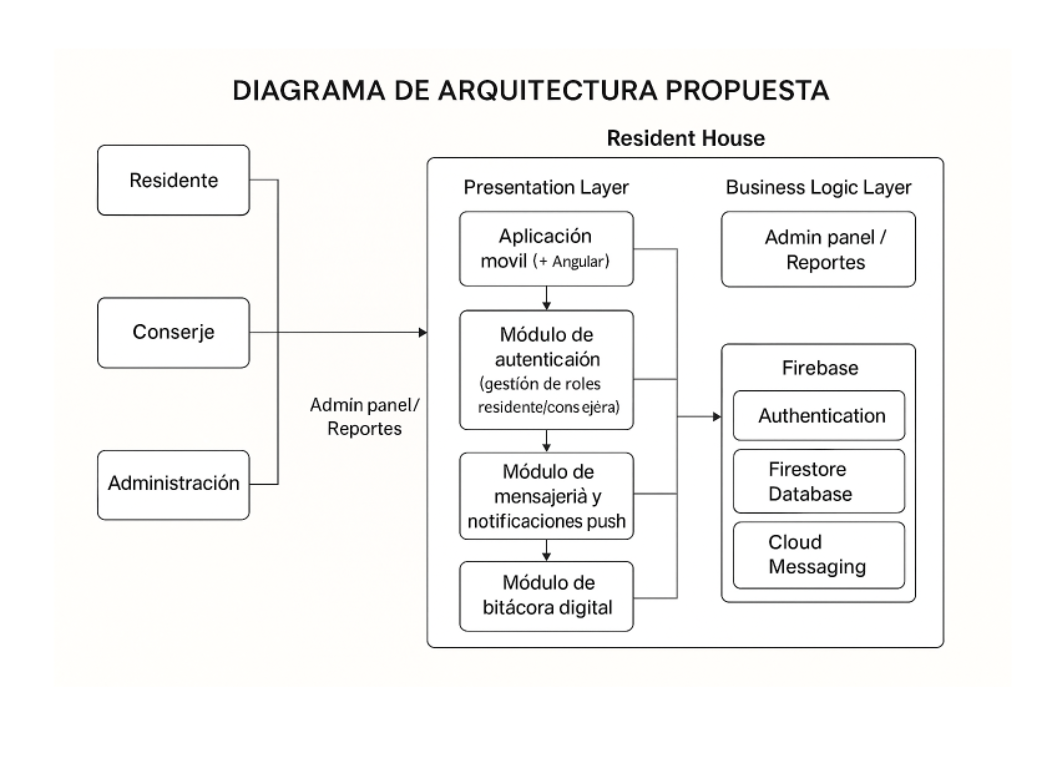 DIAGRAMA DE ARQUITECTURA PROPUESTA
Resident House
Residente
Conserje
Administración
Admin panel/
Reportes
Presentation Layer
Aplicación
movil (+ Angular)
Módulo de
autenticaión
(gestión de roles
residente/cons ejèra)
Módulo de
mensajerià y
notificaciones push
Módulo de
bitácora digital
Business Logic Layer
Admin panel /
Reportes
Firebase
Authentication
Firestore
Database
Cloud
Messaging